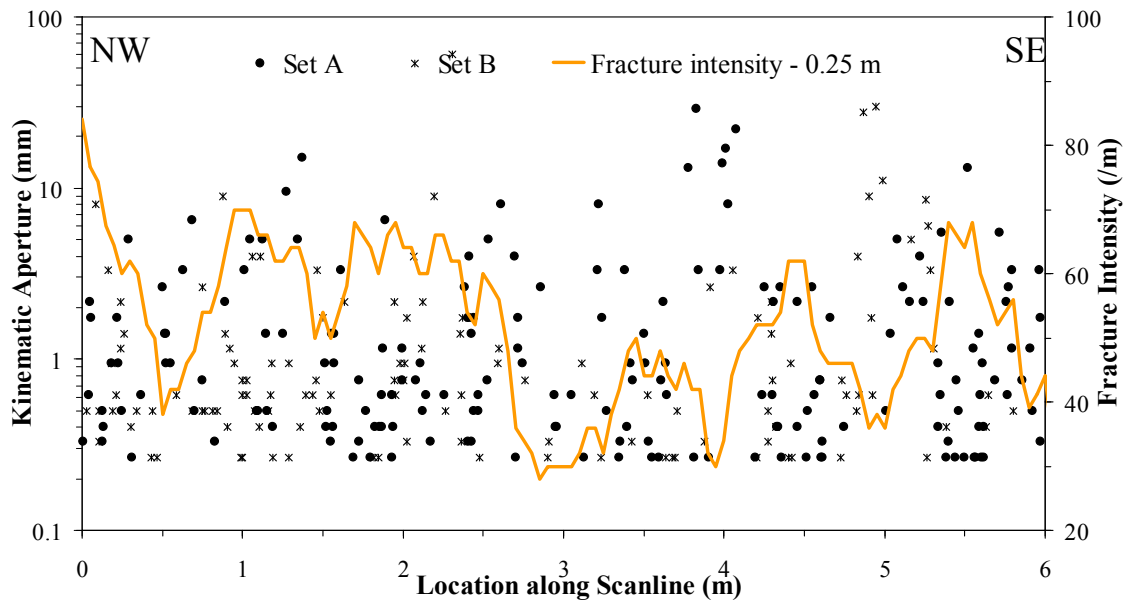 100
10
1
0.1
Kinematic Aperture (mm)
NW
SE
Set A
Set B
Fracture intensity - 0.25 m
100
80
60
40
20
Fracture Intensity (/m)
0
1
2
3
4
5
6
Location along Scanline (m)